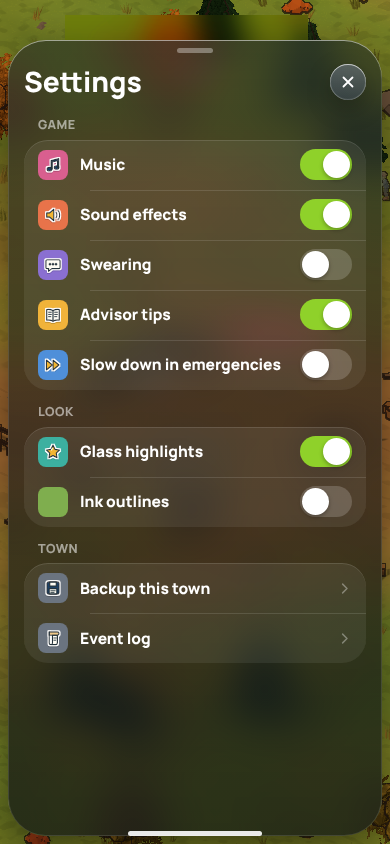 Settings
GAME
Music
Sound effects
Swearing
Advisor tips
Slow down in emergencies
LOOK
Glass highlights
Ink outlines
TOWN
Backup this town
Event log